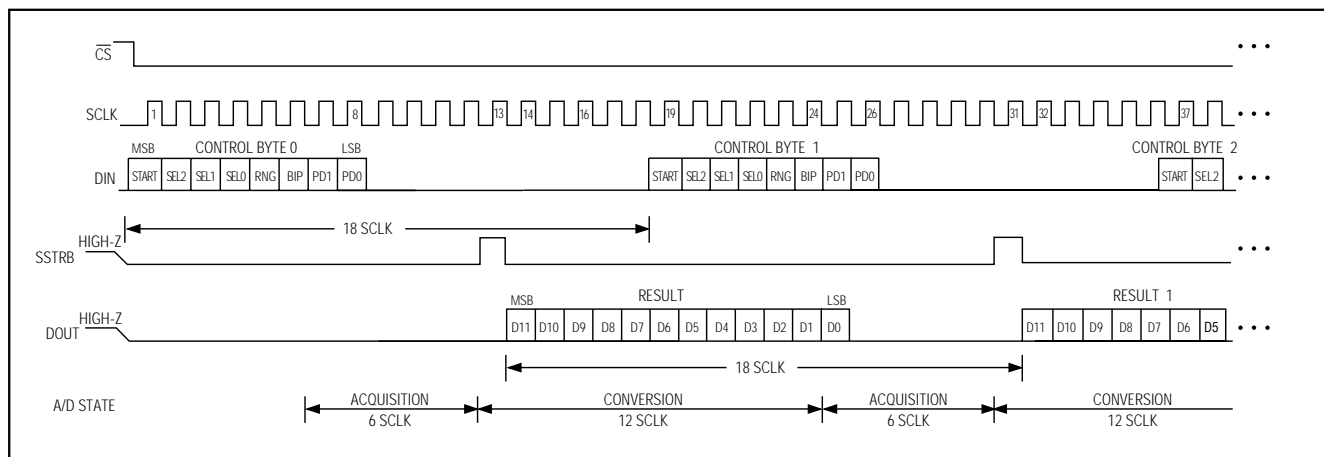 CS
• • •
SCLK 1 8 13 14 16 19 24 26 31 32 37 • • •
MSB CONTROL BYTE 0 LSB CONTROL BYTE 1 CONTROL BYTE 2
DIN START SEL2 SEL1 SEL0 RNG BIP PD1 PD0 START SEL2 SEL1 SEL0 RNG BIP PD1 PD0 START SEL2 • • •
18 SCLK
HIGH-Z
SSTRB • • •
MSB RESULT LSB RESULT 1
HIGH-Z
DOUT D11 D10 D9 D8 D7 D6 D5 D4 D3 D2 D1 D0 D11 D10 D9 D8 D7 D6 D5 • • •
18 SCLK
A/D STATE ACQUISITION CONVERSION ACQUISITION CONVERSION
6 SCLK 12 SCLK 6 SCLK 12 SCLK